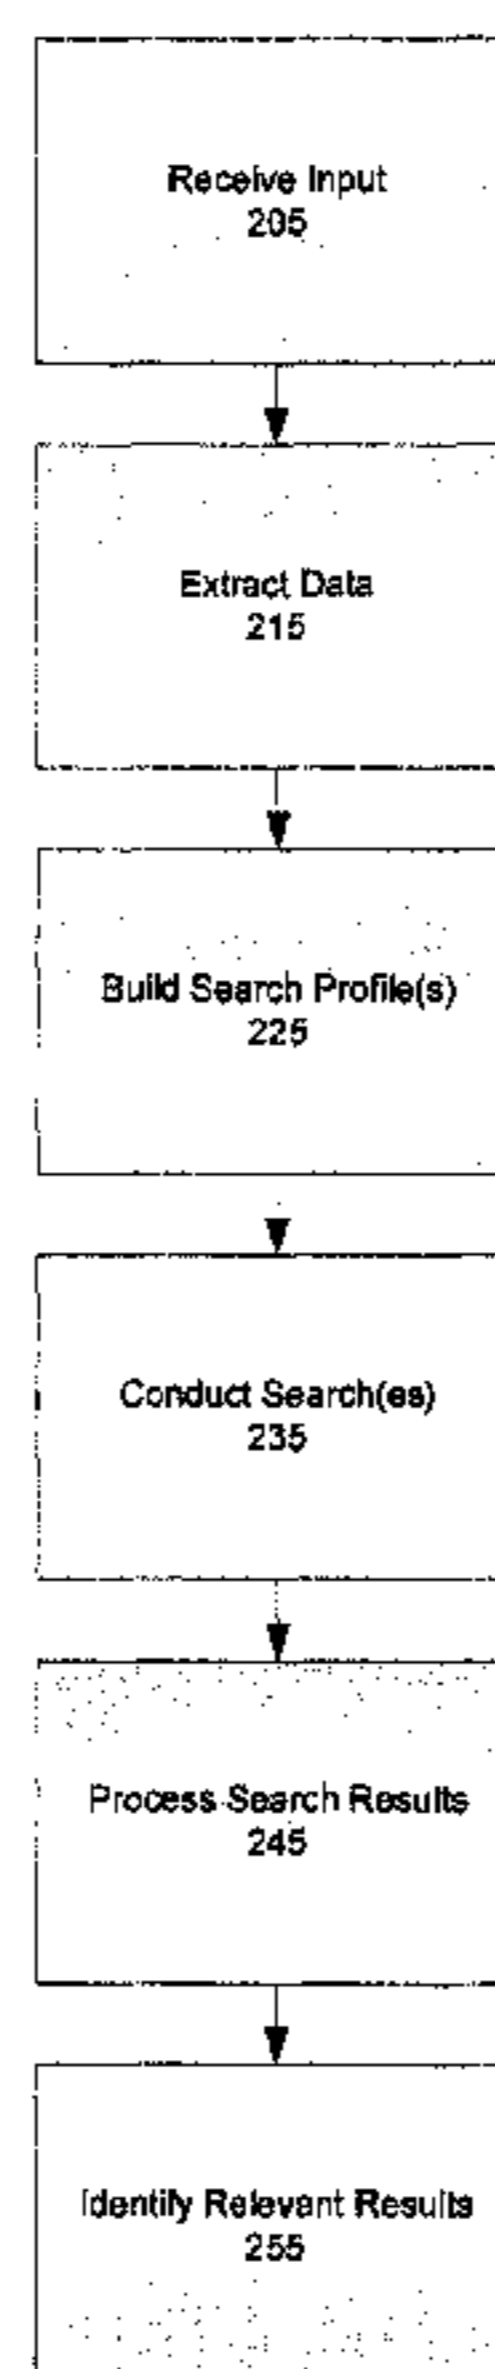 Receive Input
205
Extract Data
215
Build Search Profile(s)
225
Conduct Search(es)
235
Process Search Results
245
Identify Relevant Results
255